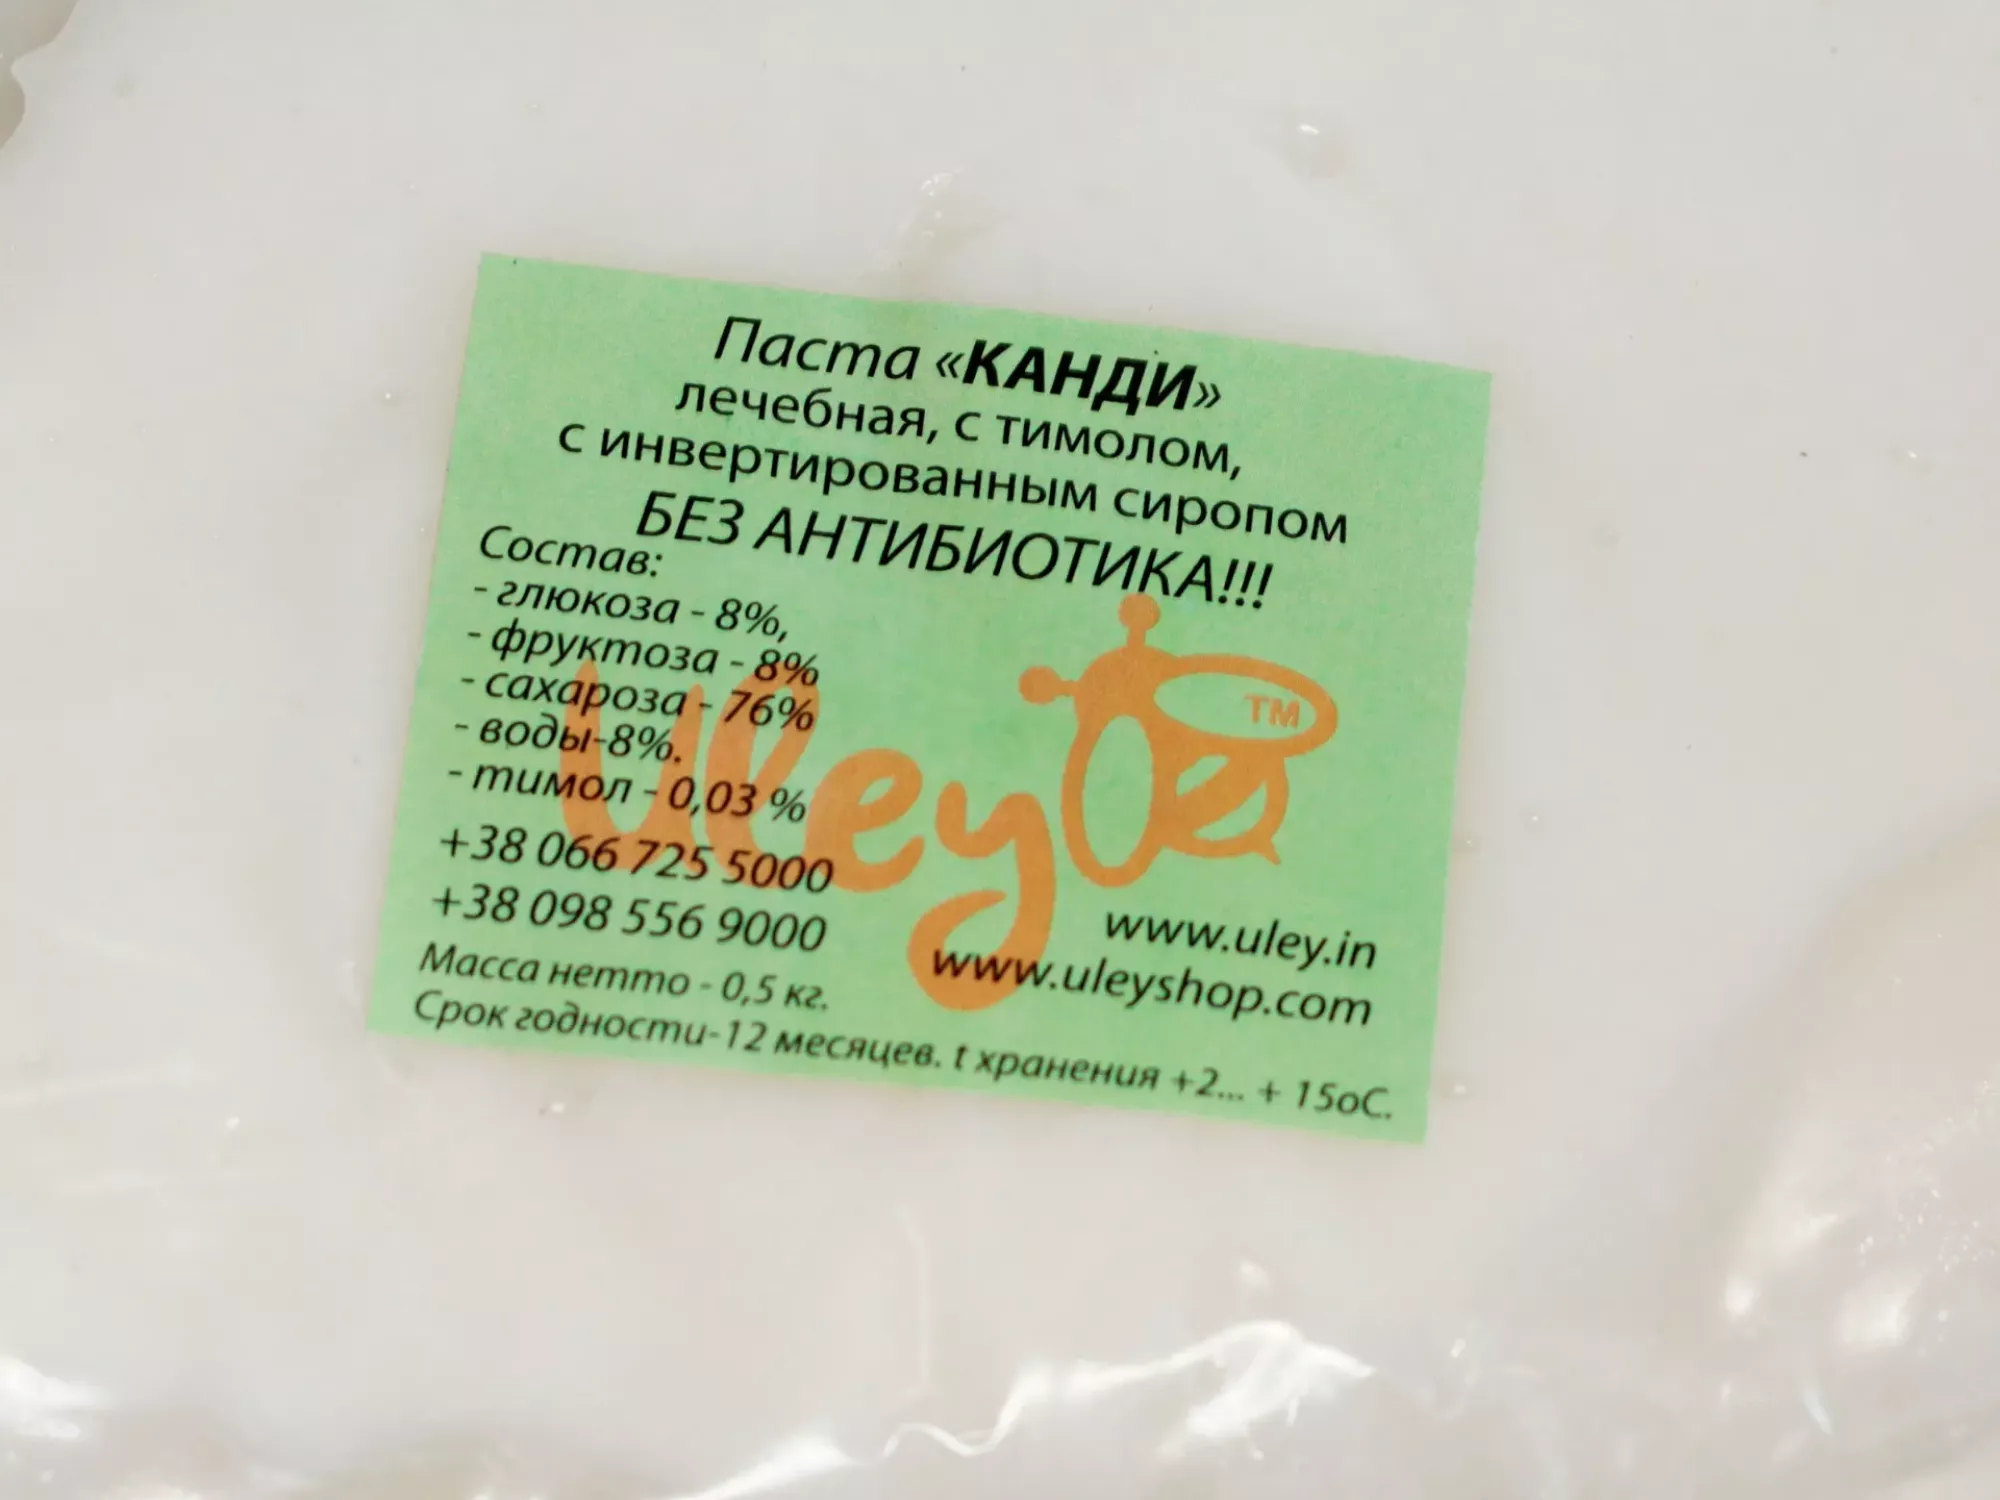 Паста «КАНДИ»
лечебная, с тимолом,
с инвертированным сиропом
БЕЗ АНТИБИОТИКА!!!
Состав:
- глюкоза - 8%,
- фруктоза - 8%
- сахароза - 76%
- воды-8%.
- тимол - 0,03 %
uley
TM
+38 066 725 5000
+38 098 556 9000
www.uley.in
www.uleyshop.com
Масса нетто - 0,5 кг.
Срок годности-12 месяцев. t хранения +2... + 15oC.